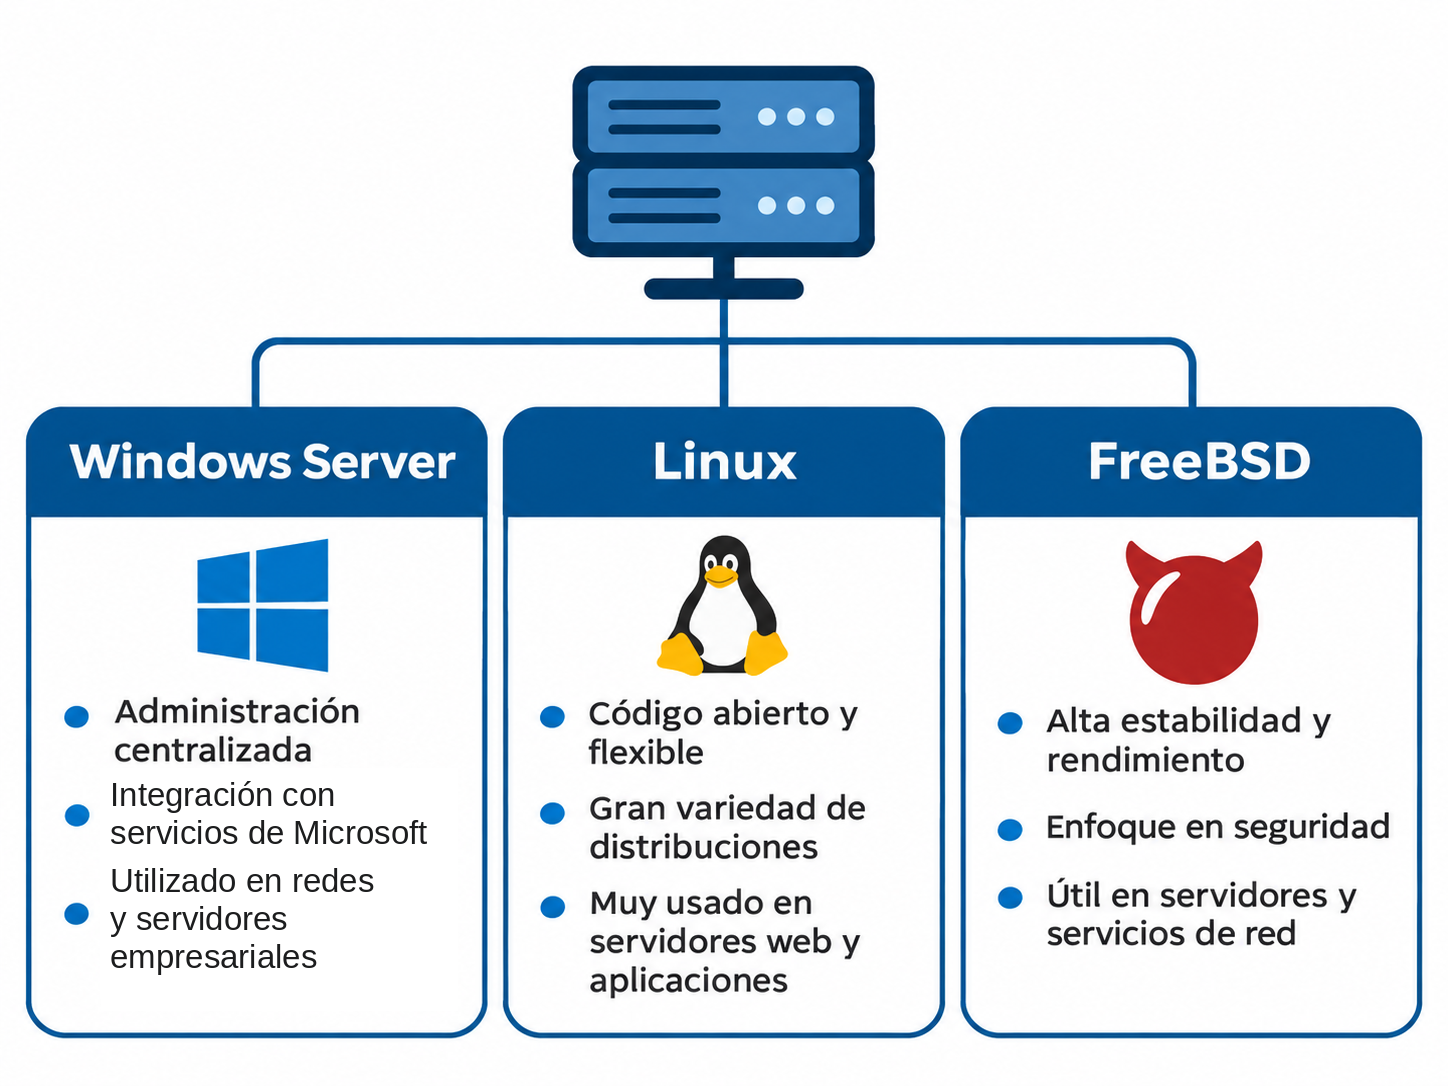 Windows Server
Administración
centralizada
Integración con
servicios de Microsoft
Utilizado en redes
y servidores
empresariales
Linux
Código abierto y
flexible
Gran variedad de
distribuciones
Muy usado en
servidores web y
aplicaciones
FreeBSD
Alta estabilidad y
rendimiento
Enfoque en seguridad
Útil en servidores y
servicios de red